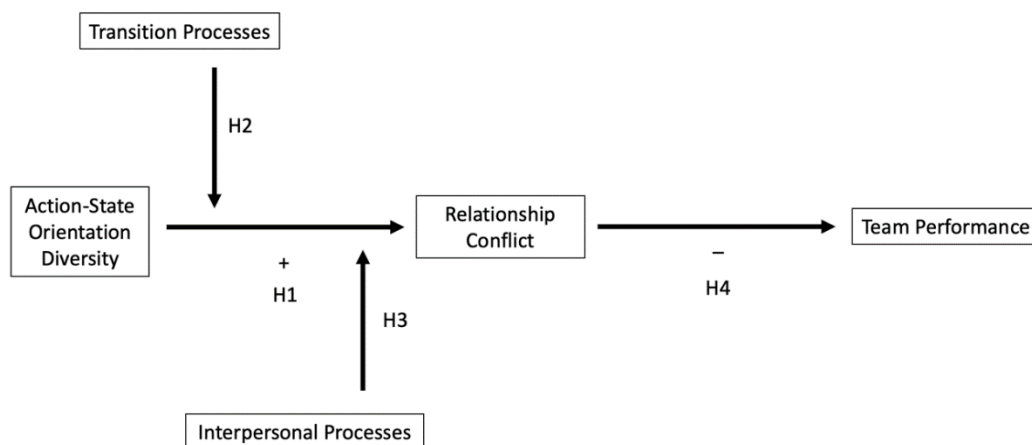 Transition Processes
H2
Action-State
Orientation
Diversity
+
H1
Relationship
Conflict
–
H4
Team Performance
H3
Interpersonal Processes